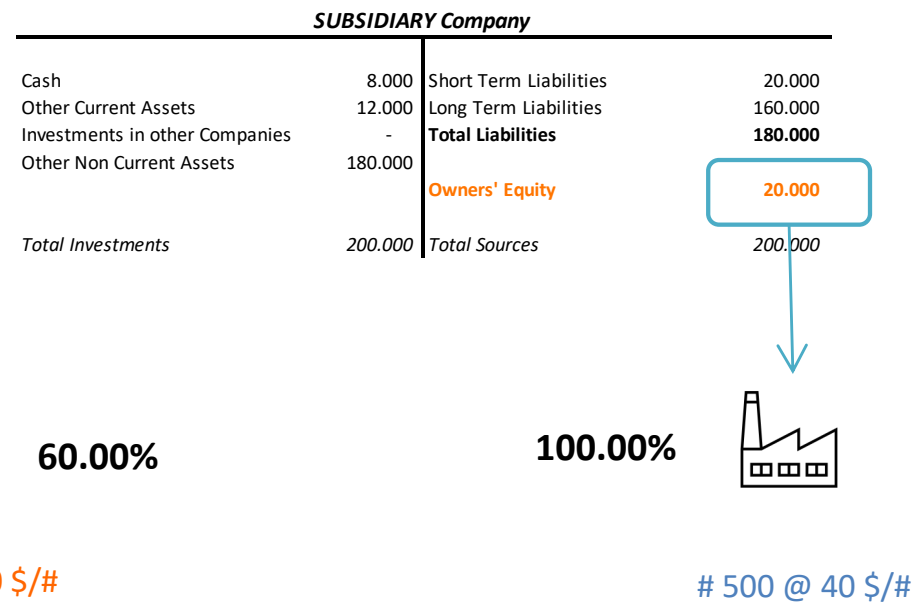 SUBSIDIARY Company
Cash 8.000 Short Term Liabilities 20.000
Other Current Assets 12.000 Long Term Liabilities 160.000
Investments in other Companies - Total Liabilities 180.000
Other Non Current Assets 180.000
Owners' Equity 20.000
Total Investments 200.000 Total Sources 200.000
60.00% 100.00%
$/# # 500 @ 40 $/#